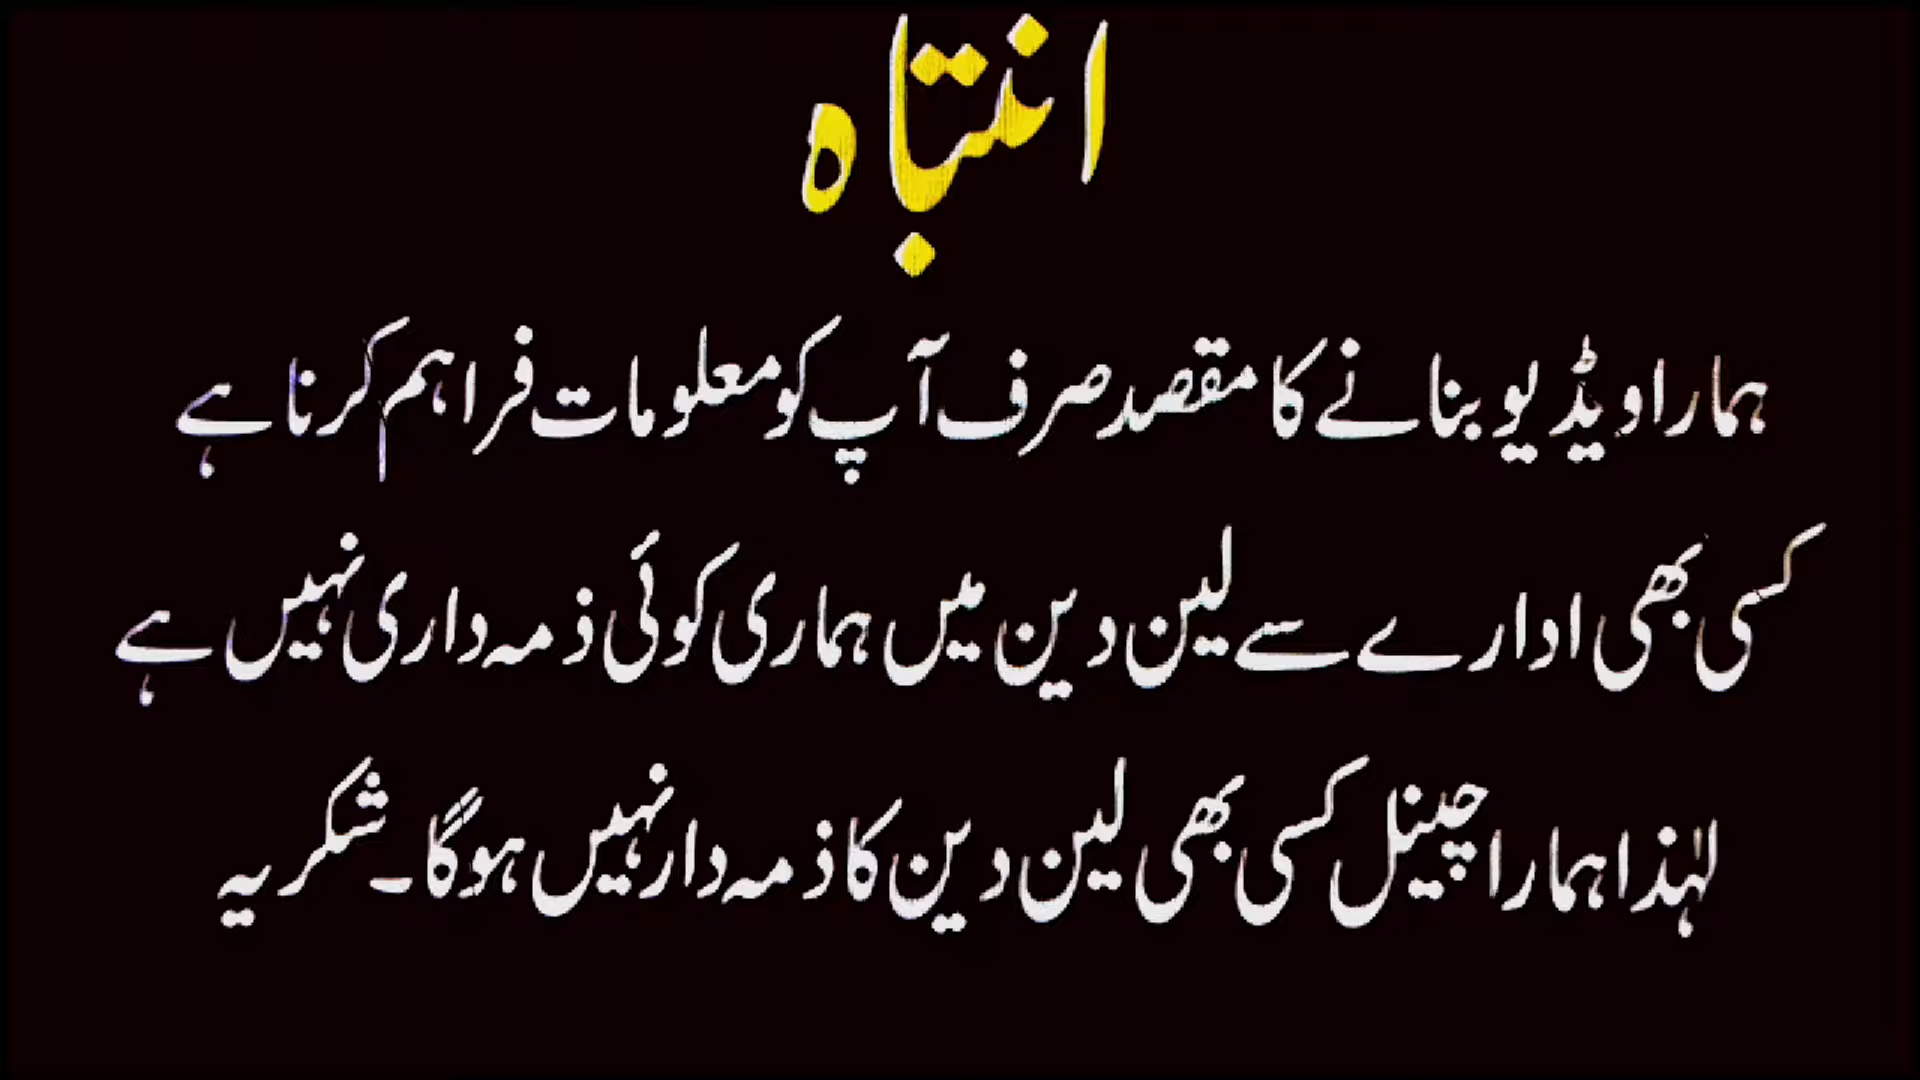 انتباہ
ہمارا ویڈیو بنانے کا مقصد صرف آپ کو معلومات فراہم کرنا ہے
کسی بھی ادارے سے لین دین میں ہماری کوئی ذمہ داری نہیں ہے
لہٰذا ہمارا چینل کسی بھی لین دین کا ذمہ دار نہیں ہوگا۔ شکریہ